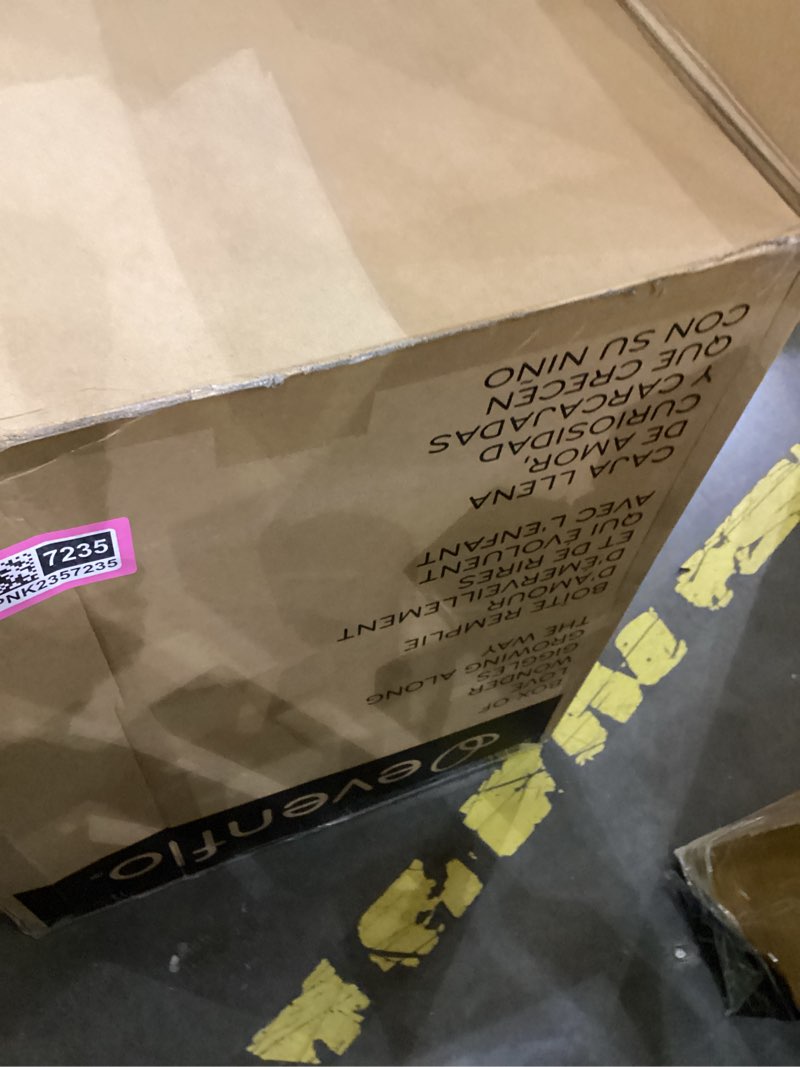 evenflo
BOX OF
LOVE
WONDER
GIGGLES
GROWING ALONG
THE WAY
BOÎTE REMPLIE
D'AMOUR
D'ÉMERVEILLEMENT
ET DE RIRES
QUI ÉVOLUENT
AVEC L'ENFANT
CAJA LLENA
DE AMOR,
CURIOSIDAD
Y CARCAJADAS
QUE CRECEN
CON SU NIÑO
7235
PNK2357235